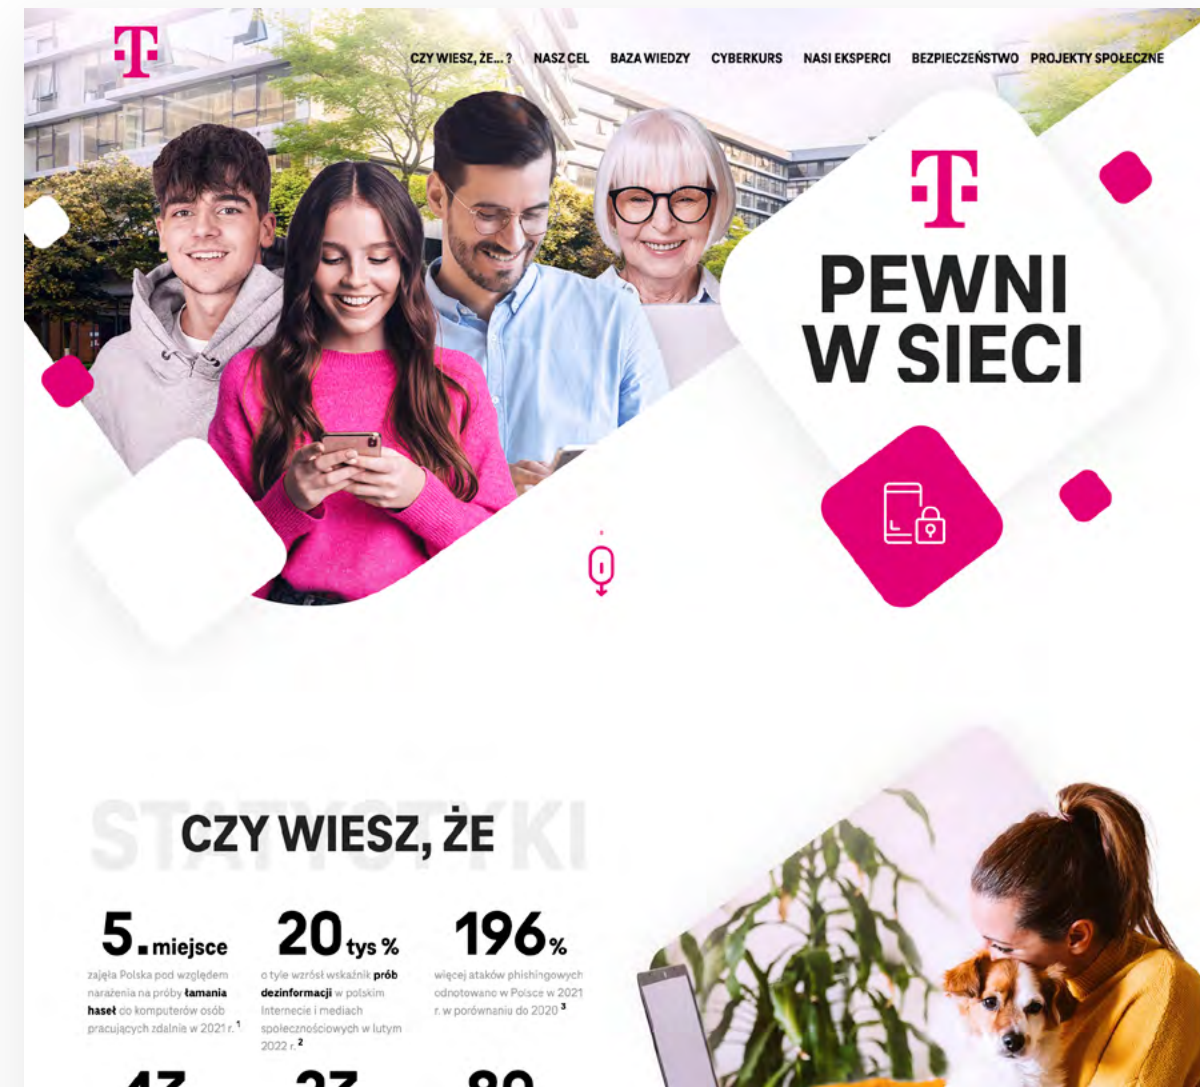 T
CZY WIESZ, ŻE... ? NASZ CEL BAZA WIEDZY CYBERKURS NASI EKSPERCI BEZPIECZEŃSTWO PROJEKTY SPOŁECZNE
T
PEWNI
W SIECI
STATYSTYKI
CZY WIESZ, ŻE
5. miejsce
zajęła Polska pod względem
narażenia na próby łamania
haseł do komputerów osób
pracujących zdalnie w 2021 r. 1
20 tys %
o tyle wzrósł wskaźnik prób
dezinformacji w polskim
Internecie i mediach
społecznościowych w lutym
2022 r. 2
196 %
więcej ataków phishingowych
odnotowano w Polsce w 2021
r. w porównaniu do 2020 3